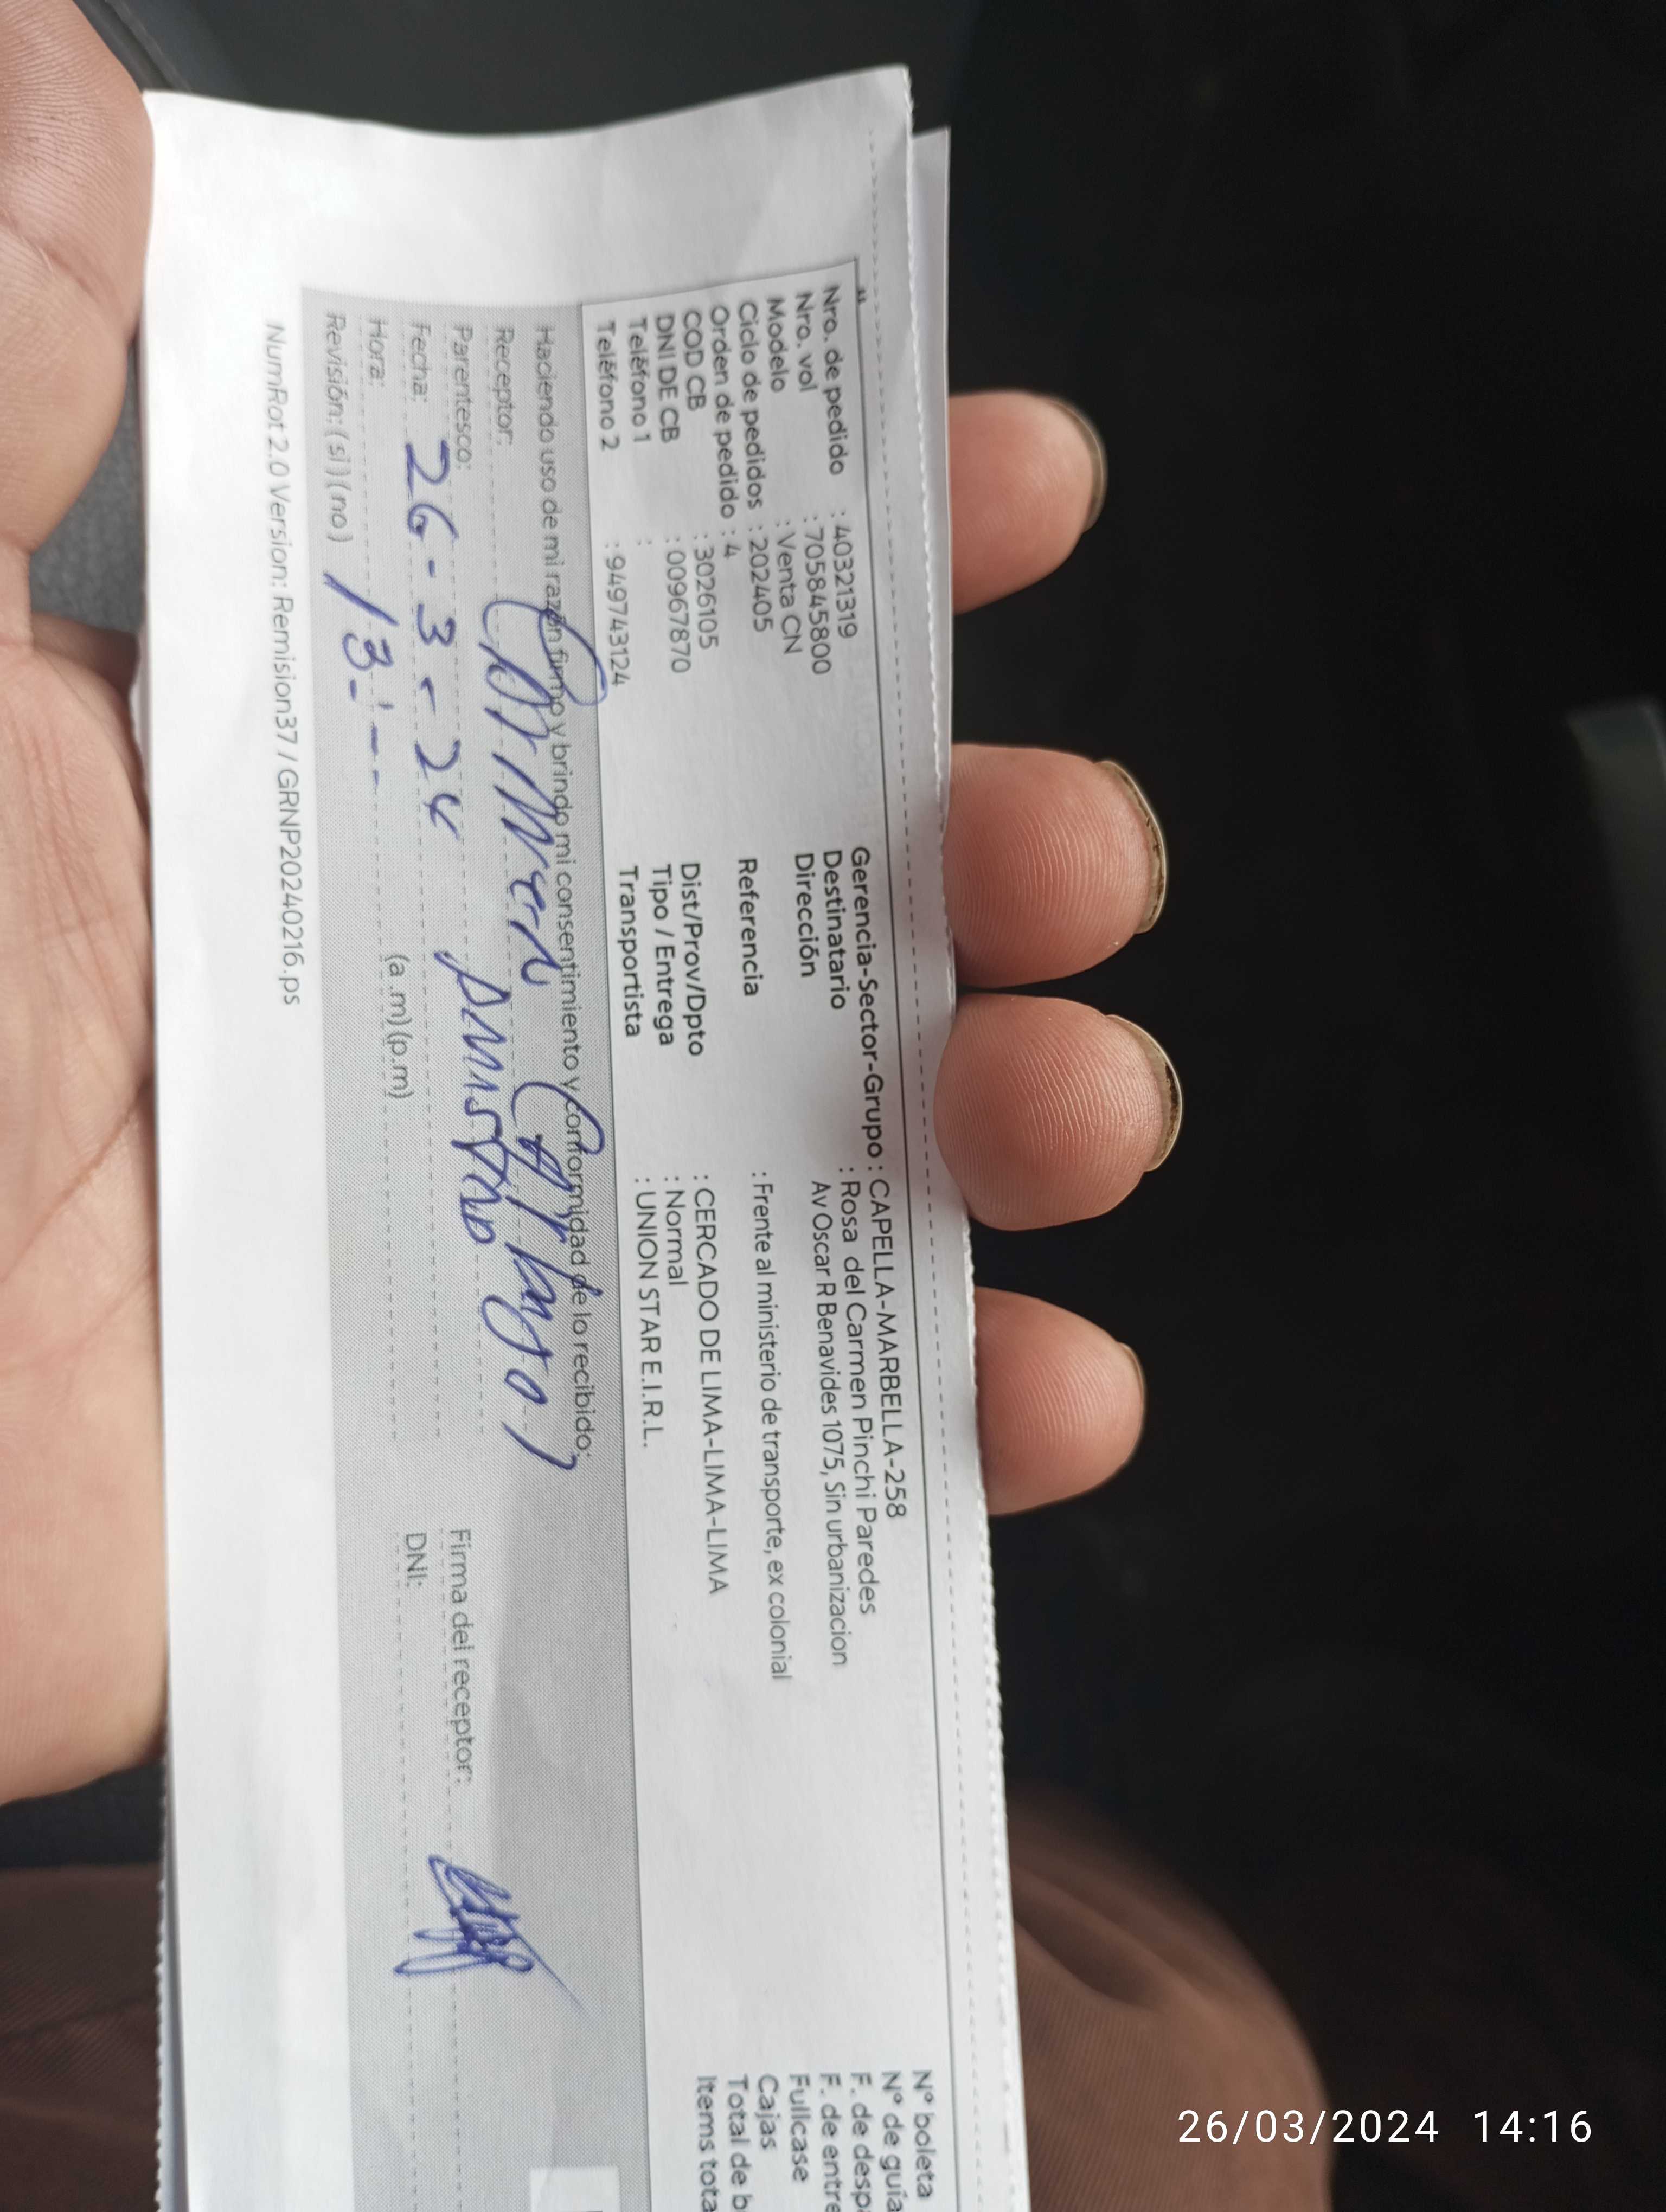 Nro. de pedido : 40321319
Nro. vol : 705845800
Modelo : Venta CN
Ciclo de pedidos : 202405
Orden de pedido : 4
COD CB : 3026105
DNI DE CB : 00967870
Teléfono 1 :
Teléfono 2 : 949743124
Gerencia-Sector-Grupo : CAPELLA-MARBELLA-258
Destinatario : Rosa del Carmen Pinchi Paredes
Dirección Av Oscar R Benavides 1075, Sin urbanizacion
Referencia : Frente al ministerio de transporte, ex colonial
Dist/Prov/Dpto : CERCADO DE LIMA-LIMA-LIMA
Tipo / Entrega : Normal
Transportista : UNION STAR E.I.R.L.
N° boleta
N° de guía
F. de desp
F. de entre
Fullcase
Cajas
Total de b
Items tota
Haciendo uso de mi razón firmo y brindo mi consentimiento y conformidad de lo recibido:
Receptor: Carmen
Parentesco:
Fecha: 26-3-24
Hora: (a.m)(p.m)
Revisión: (si)(no)
Firma del receptor:
DNI:
NumRot 2.0 Version: Remision37 / GRNP20240216.ps
26/03/2024 14:16